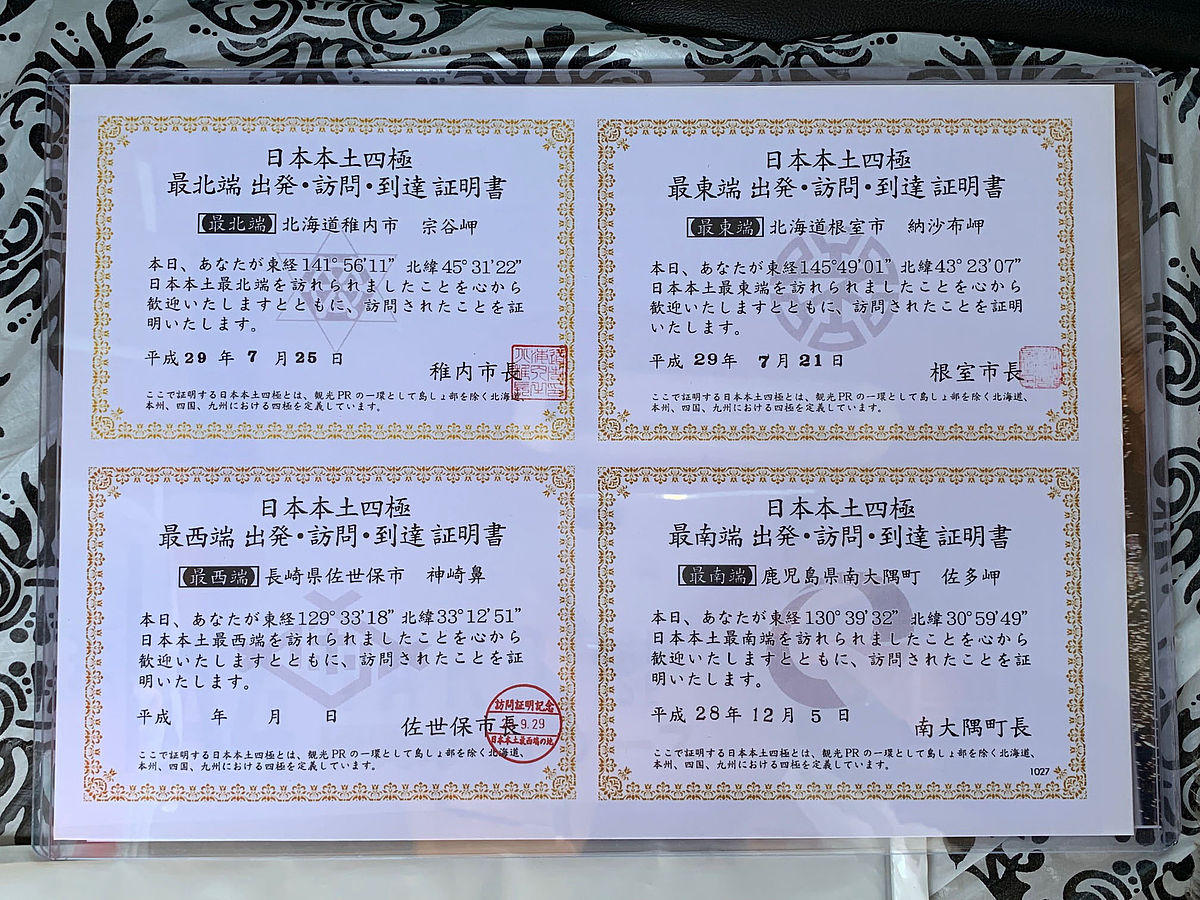 日本本土四極
最北端 出発・訪問・到達 証明書
【最北端】北海道稚内市 宗谷岬
本日、あなたが東経141°56’11” 北緯45°31’22”
日本本土最北端を訪れられましたことを心から
歓迎いたしますとともに、訪問されたことを証
明いたします。
平成 29 年 7 月 25 日
稚内市長
ここで証明する日本本土四極とは、観光PRの一環として島しょ部を除く北海道、
本州、四国、九州における四極を定義しています。
日本本土四極
最東端 出発・訪問・到達 証明書
【最東端】北海道根室市 納沙布岬
本日、あなたが東経145°49’01” 北緯43°23’07”
日本本土最東端を訪れられましたことを心から
歓迎いたしますとともに、訪問されたことを証明
いたします。
平成 29年 7月 21日
根室市長
ここで証明する日本本土四極とは、観光PRの一環として島しょ部を除く北海道、
本州、四国、九州における四極を定義しています。
日本本土四極
最西端 出発・訪問・到達 証明書
【最西端】長崎県佐世保市 神崎鼻
本日、あなたが東経129°33’18” 北緯33°12’51”
日本本土最西端を訪れられましたことを心から
歓迎いたしますとともに、訪問されたことを証
明いたします。
平成 年 月 日
佐世保市長
訪問証明記念
9.29
日本本土最西端の地
ここで証明する日本本土四極とは、観光PRの一環として島しょ部を除く北海道、
本州、四国、九州における四極を定義しています。
日本本土四極
最南端 出発・訪問・到達 証明書
【最南端】鹿児島県南大隅町 佐多岬
本日、あなたが東経130°39’32” 北緯30°59’49”
日本本土最南端を訪れられましたことを心から
歓迎いたしますとともに、訪問されたことを証
明いたします。
平成 28年 12月 5 日
南大隅町長
ここで証明する日本本土四極とは、観光PRの一環として島しょ部を除く北海道、
本州、四国、九州における四極を定義しています。
1027